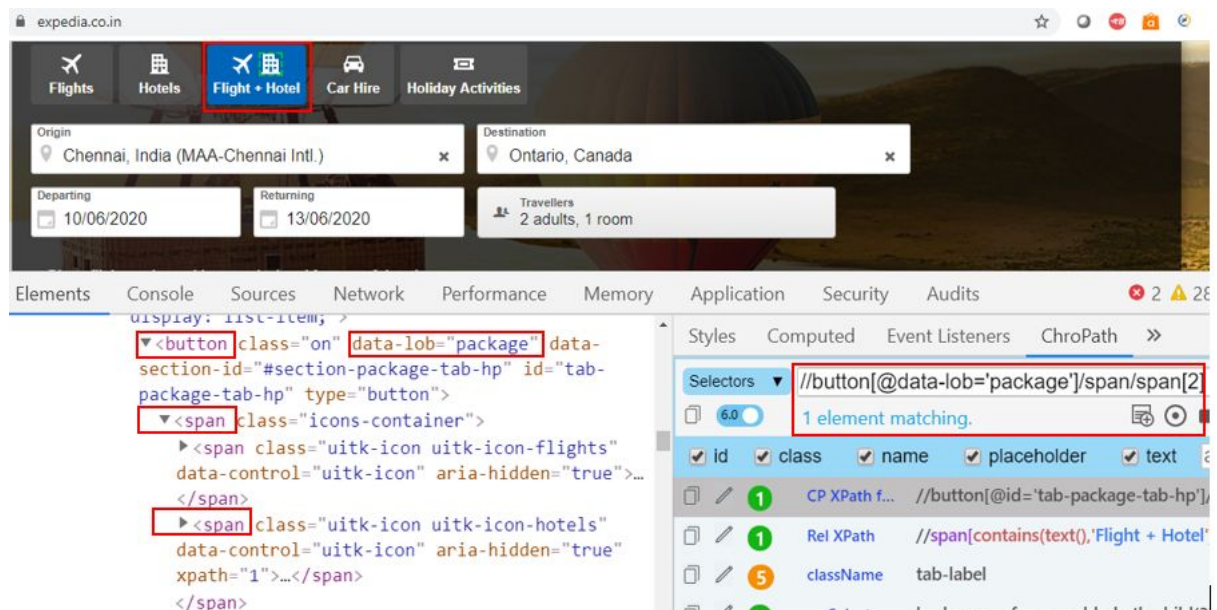 expedia.co.in
Flights Hotels Flight + Hotel Car Hire Holiday Activities
Origin
Chennai, India (MAA-Chennai Intl.)
Destination
Ontario, Canada
Departing
10/06/2020
Returning
13/06/2020
Travellers
2 adults, 1 room
Elements Console Sources Network Performance Memory Application Security Audits 2 28
display: list-item; >
<button class="on" data-lob="package" data-
section-id="#section-package-tab-hp" id="tab-
package-tab-hp" type="button">
<span class="icons-container">
<span class="uitk-icon uitk-icon-flights"
data-control="uitk-icon" aria-hidden="true">…
</span>
<span class="uitk-icon uitk-icon-hotels"
data-control="uitk-icon" aria-hidden="true"
xpath="1">…</span>
</span>
Styles Computed Event Listeners ChroPath »
Selectors //button[@data-lob='package']/span/span[2]
6.0 1 element matching.
id class name placeholder text
1 CP XPath f... //button[@id='tab-package-tab-hp']/
1 Rel XPath //span[contains(text(),'Flight + Hotel'
5 className tab-label